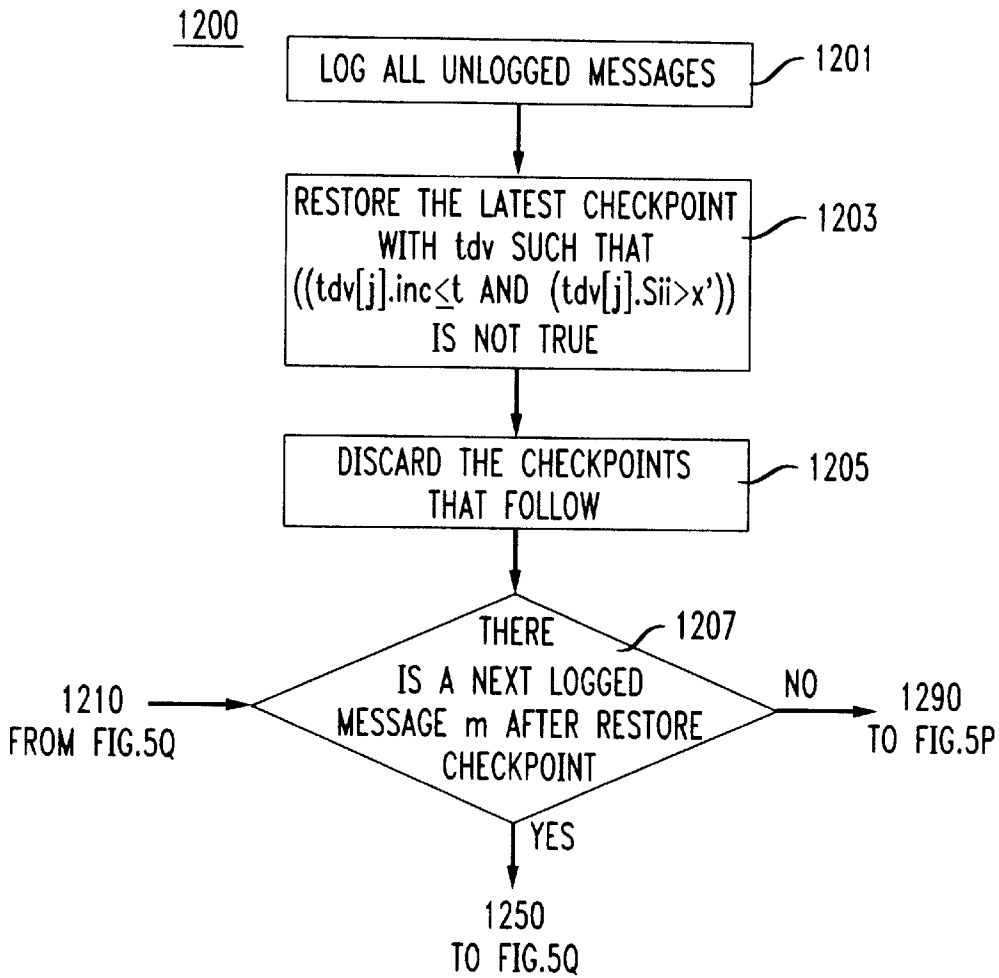 1200
LOG ALL UNLOGGED MESSAGES
1201
RESTORE THE LATEST CHECKPOINT
WITH tdv SUCH THAT
((tdv[j].inc≤t AND (tdv[j].Sii>x'))
IS NOT TRUE
1203
DISCARD THE CHECKPOINTS
THAT FOLLOW
1205
THERE
IS A NEXT LOGGED
MESSAGE m AFTER RESTORE
CHECKPOINT
1207
1210
FROM FIG.5Q
NO
1290
TO FIG.5P
YES
1250
TO FIG.5Q